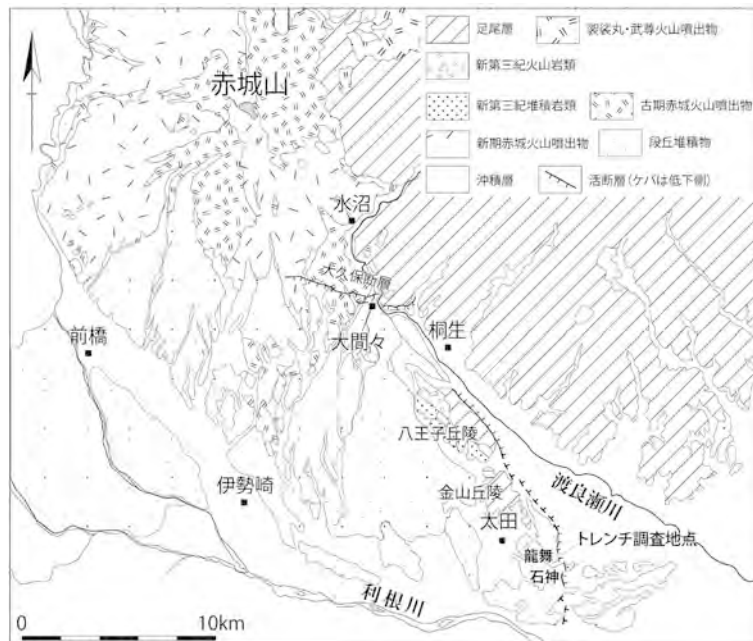 足尾層
袈裟丸・武尊火山噴出物
新第三紀火山岩類
新第三紀堆積岩類
古期赤城火山噴出物
新期赤城火山噴出物
段丘堆積物
沖積層
活断層(ケバは低下側)
赤城山
水沼
大久保断層
前橋
大間々
桐生
八王子丘陵
伊勢崎
金山丘陵
渡良瀬川
太田
トレンチ調査地点
龍舞
石神
利根川
0 10km